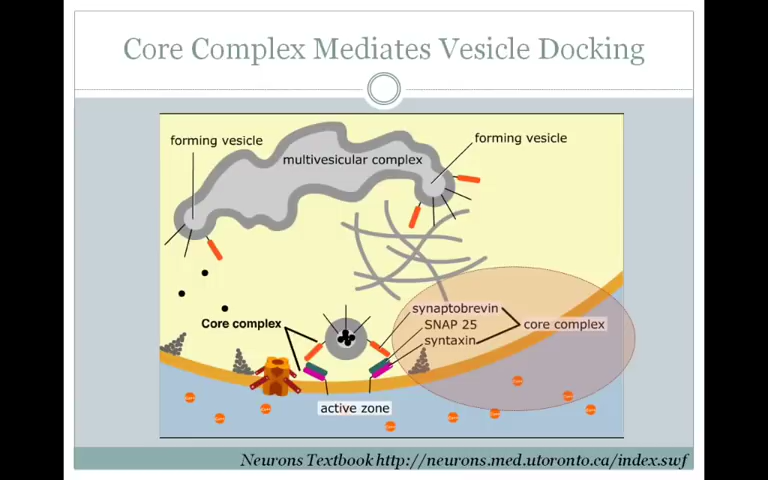 Core Complex Mediates Vesicle Docking
forming vesicle
forming vesicle
multivesicular complex
synaptobrevin
Core complex
SNAP 25
core complex
syntaxin
active zone
Neurons Textbook http://neurons.med.utoronto.ca/index.swf